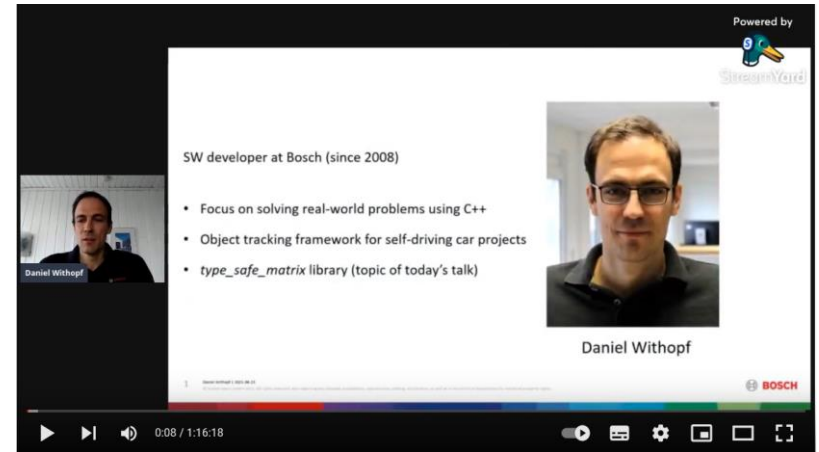 Powered by
StreamYard
SW developer at Bosch (since 2008)
• Focus on solving real-world problems using C++
• Object tracking framework for self-driving car projects
• type_safe_matrix library (topic of today's talk)
Daniel Withopf
Daniel Withopf
BOSCH
0:08 / 1:16:18